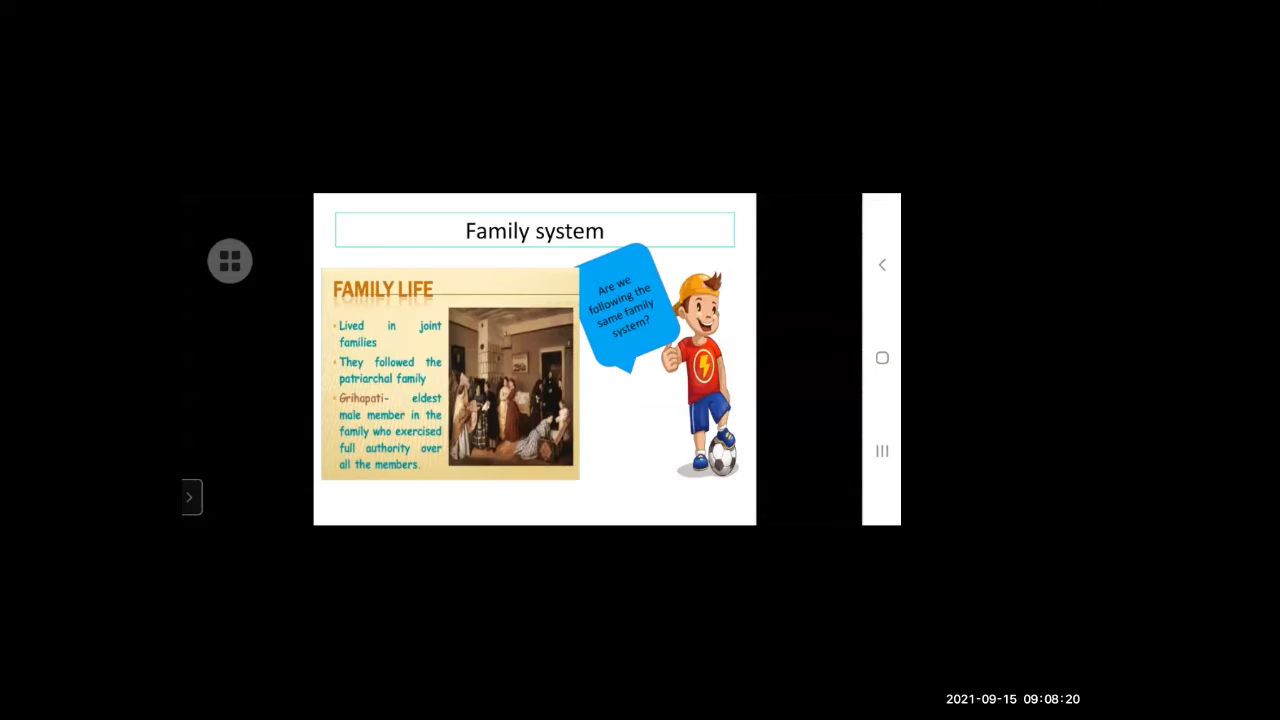 Family system
FAMILY LIFE
• Lived in joint
families
• They followed the
patriarchal family
• Grihapati- eldest
male member in the
family who exercised
full authority over
all the members.
Are we
following the
same family
system?
2021-09-15 09:08:20